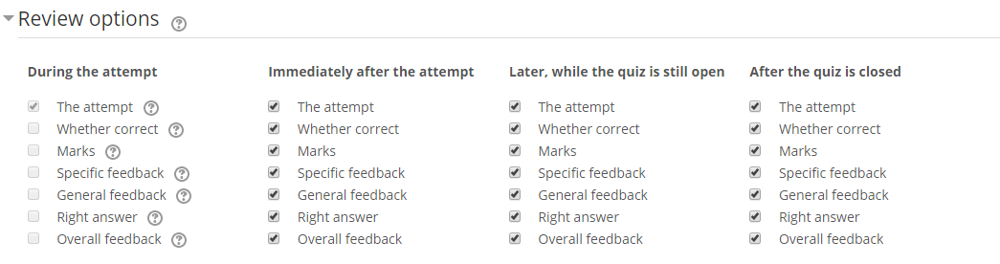 Review options
During the attempt Immediately after the attempt Later, while the quiz is still open After the quiz is closed
The attempt The attempt The attempt The attempt
Whether correct Whether correct Whether correct Whether correct
Marks Marks Marks Marks
Specific feedback Specific feedback Specific feedback Specific feedback
General feedback General feedback General feedback General feedback
Right answer Right answer Right answer Right answer
Overall feedback Overall feedback Overall feedback Overall feedback